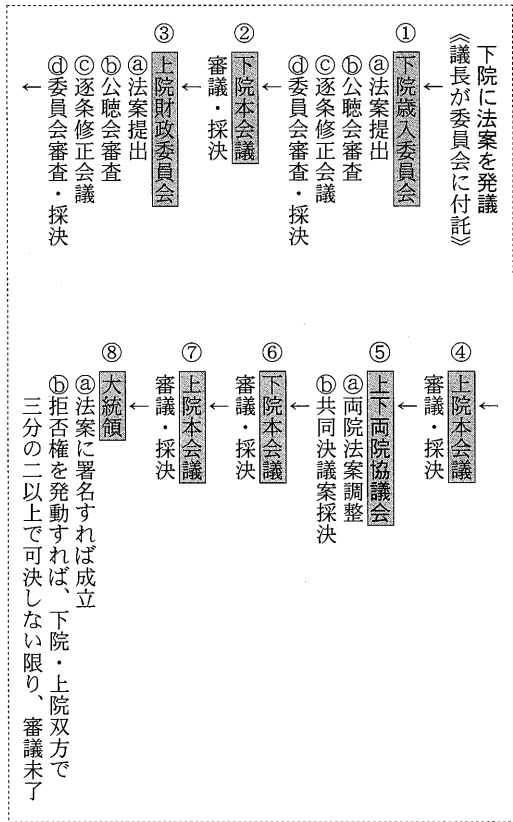 下院に法案を発議
《議長が委員会に付託》
←
① 下院歳入委員会
ⓐ法案提出
ⓑ公聴会審査
ⓒ逐条修正会議
ⓓ委員会審査・採決
←
② 下院本会議
審議・採決
←
③ 上院財政委員会
ⓐ法案提出
ⓑ公聴会審査
ⓒ逐条修正会議
ⓓ委員会審査・採決
←
←
④ 上院本会議
審議・採決
←
⑤ 上下両院協議会
ⓐ両院法案調整
ⓑ共同決議案採決
←
⑥ 下院本会議
審議・採決
←
⑦ 上院本会議
審議・採決
←
⑧ 大統領
ⓐ法案に署名すれば成立
ⓑ拒否権を発動すれば、下院・上院双方で
三分の二以上で可決しない限り、審議未了